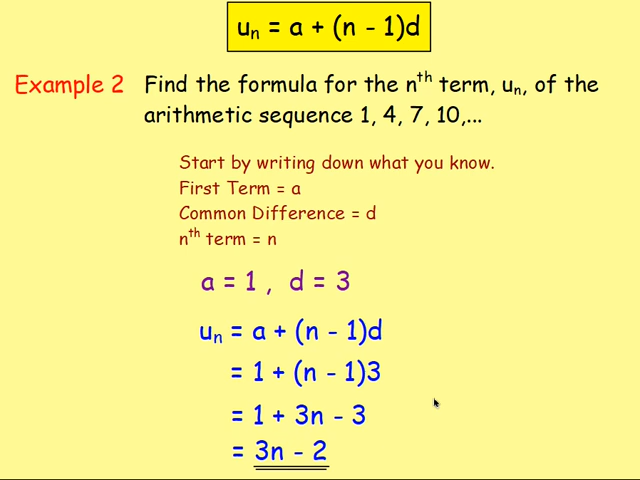 uₙ = a + (n - 1)d
Example 2 Find the formula for the nᵗʰ term, uₙ, of the
arithmetic sequence 1, 4, 7, 10,...
Start by writing down what you know.
First Term = a
Common Difference = d
nᵗʰ term = n
a = 1 , d = 3
uₙ = a + (n - 1)d
= 1 + (n - 1)3
= 1 + 3n - 3
= 3n - 2